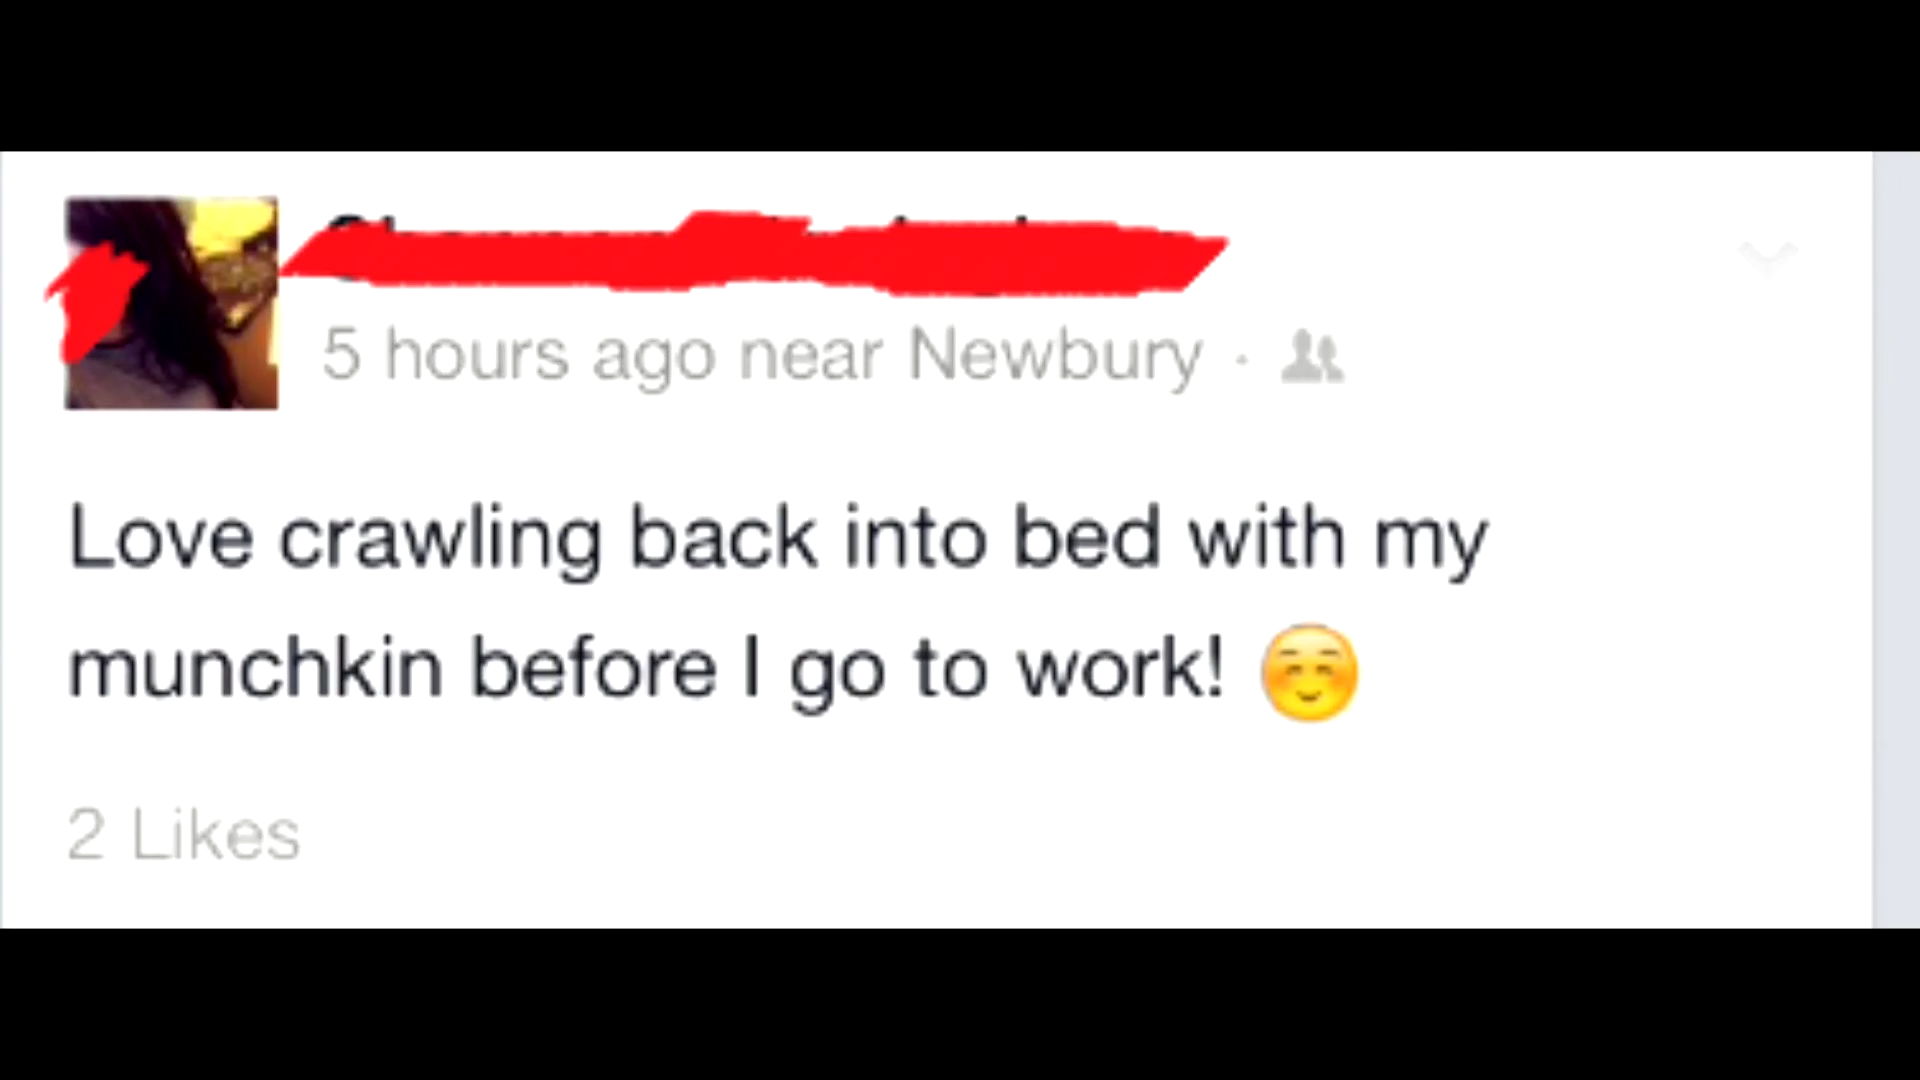 5 hours ago near Newbury ·
Love crawling back into bed with my
munchkin before I go to work! ☺️
2 Likes